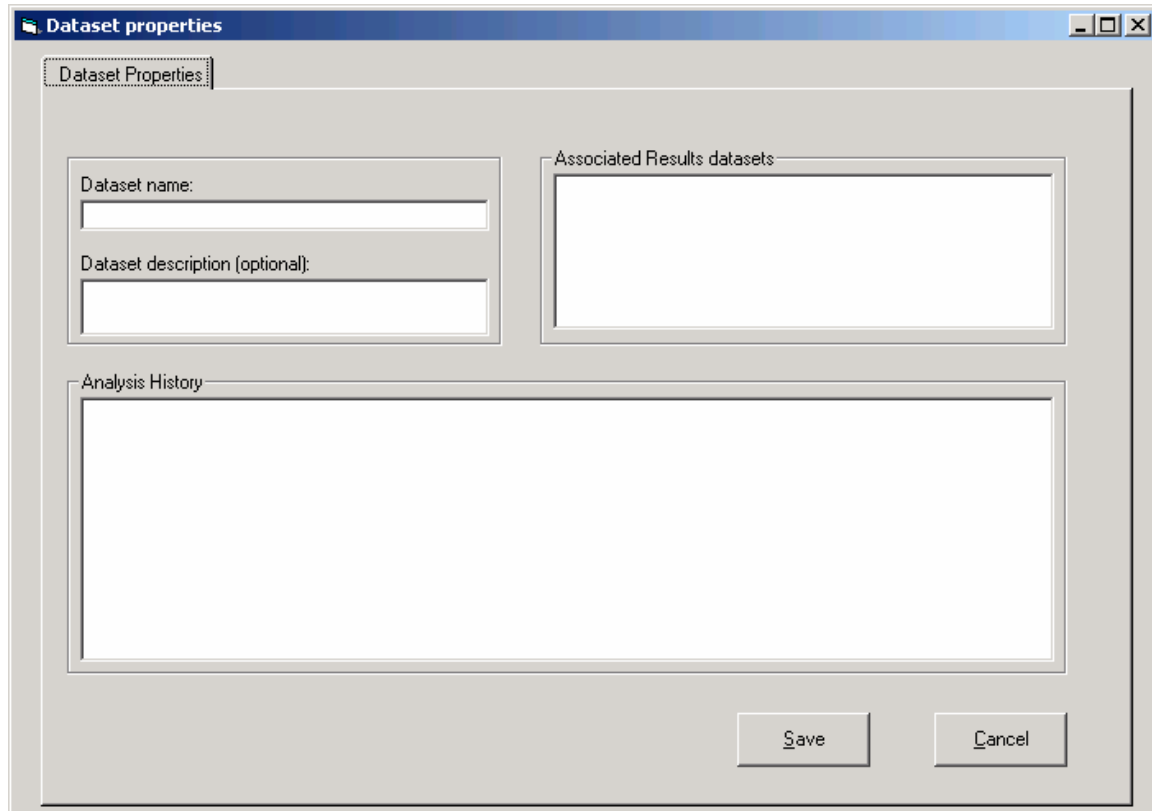 Dataset properties
Dataset Properties
Dataset name:
Dataset description (optional):
Associated Results datasets
Analysis History
Save
Cancel